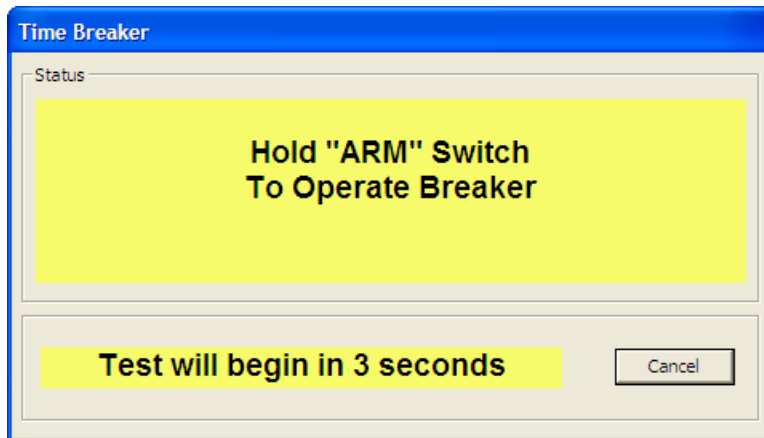 Time Breaker
Status
Hold "ARM" Switch
To Operate Breaker
Test will begin in 3 seconds
Cancel